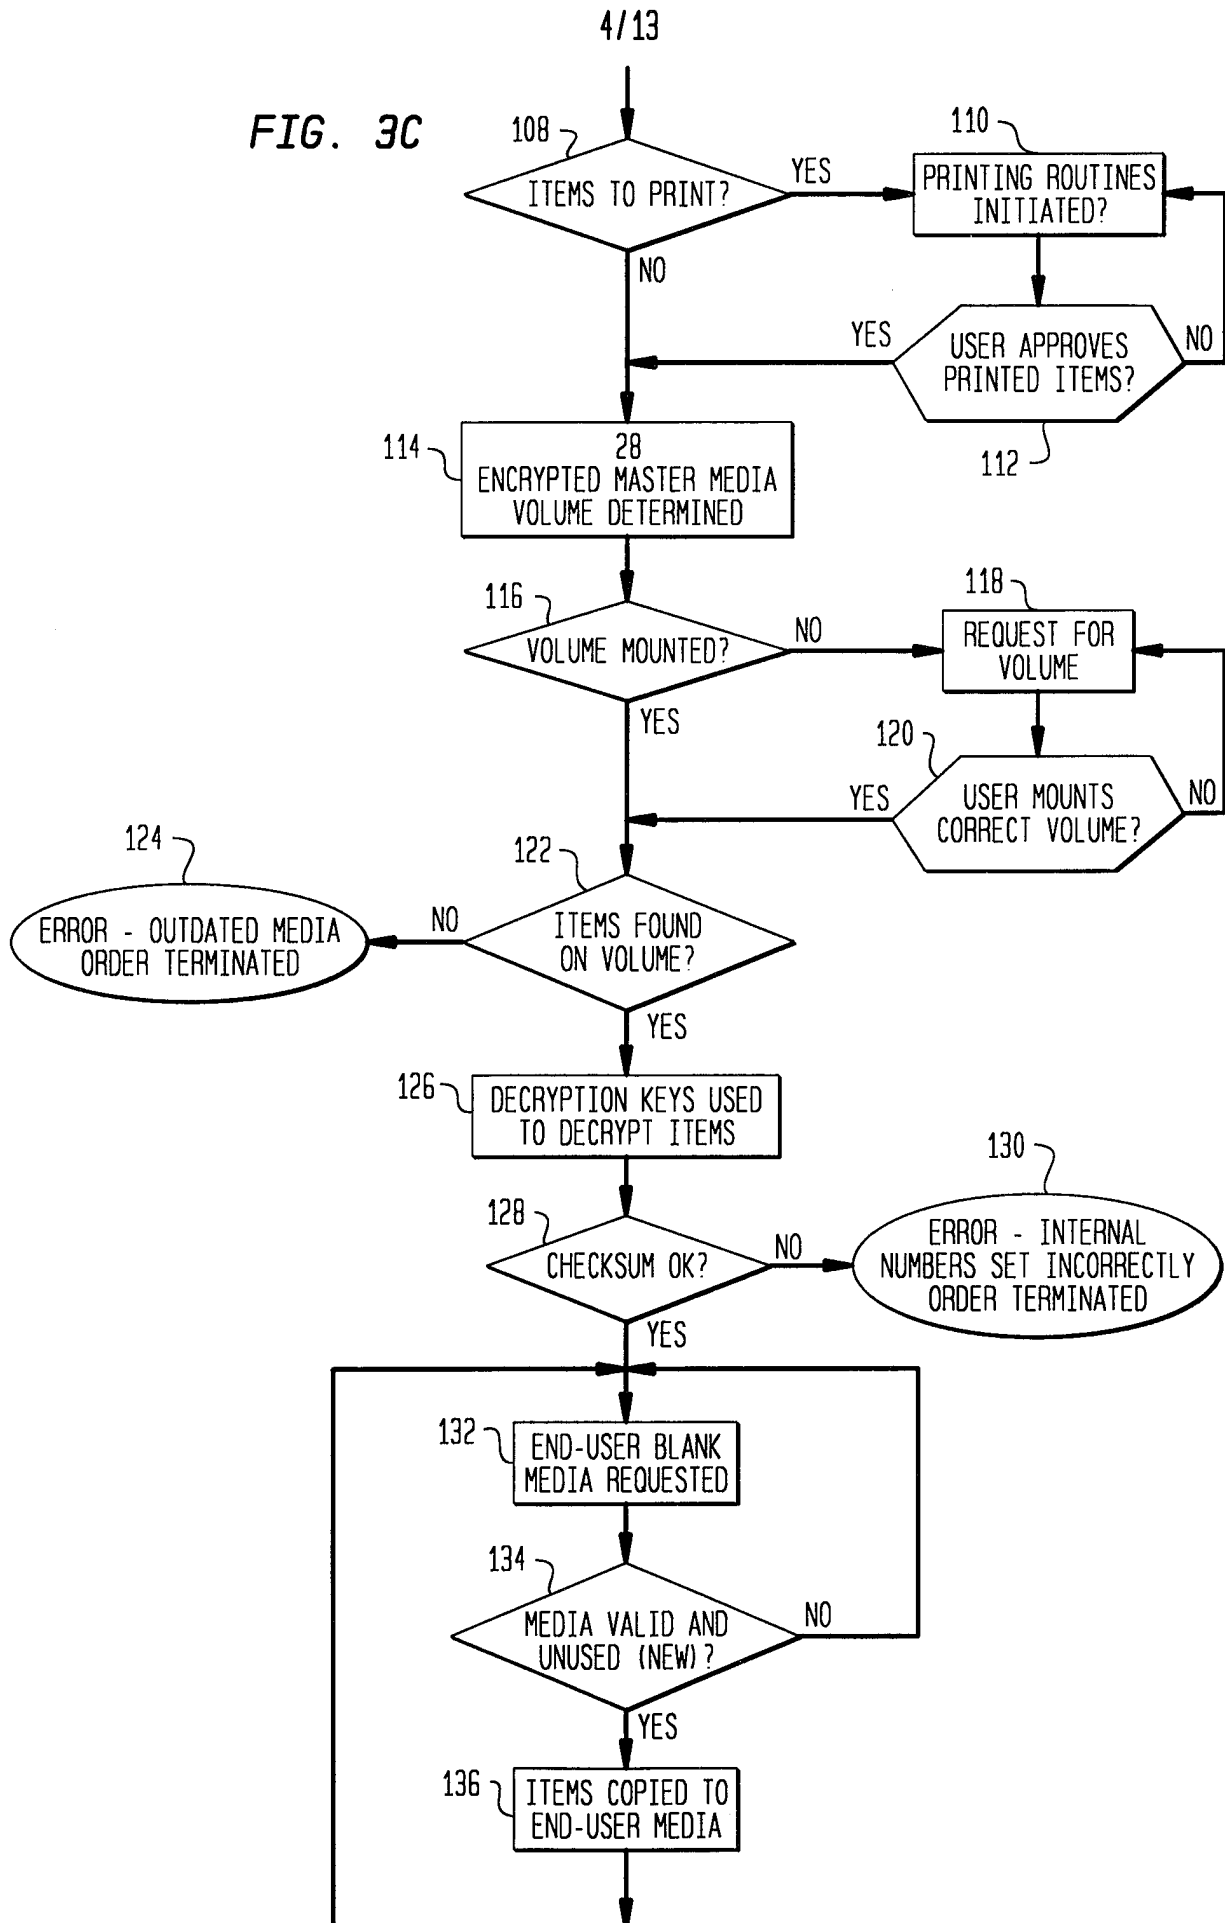 4/13
FIG. 3C
108
ITEMS TO PRINT?
YES
NO
110
PRINTING ROUTINES
INITIATED?
YES
USER APPROVES
PRINTED ITEMS?
NO
112
114
28
ENCRYPTED MASTER MEDIA
VOLUME DETERMINED
116
VOLUME MOUNTED?
NO
YES
118
REQUEST FOR
VOLUME
120
YES
USER MOUNTS
CORRECT VOLUME?
NO
122
ITEMS FOUND
ON VOLUME?
NO
YES
124
ERROR - OUTDATED MEDIA
ORDER TERMINATED
126
DECRYPTION KEYS USED
TO DECRYPT ITEMS
128
CHECKSUM OK?
NO
YES
130
ERROR - INTERNAL
NUMBERS SET INCORRECTLY
ORDER TERMINATED
132
END-USER BLANK
MEDIA REQUESTED
134
MEDIA VALID AND
UNUSED (NEW)?
NO
YES
136
ITEMS COPIED TO
END-USER MEDIA